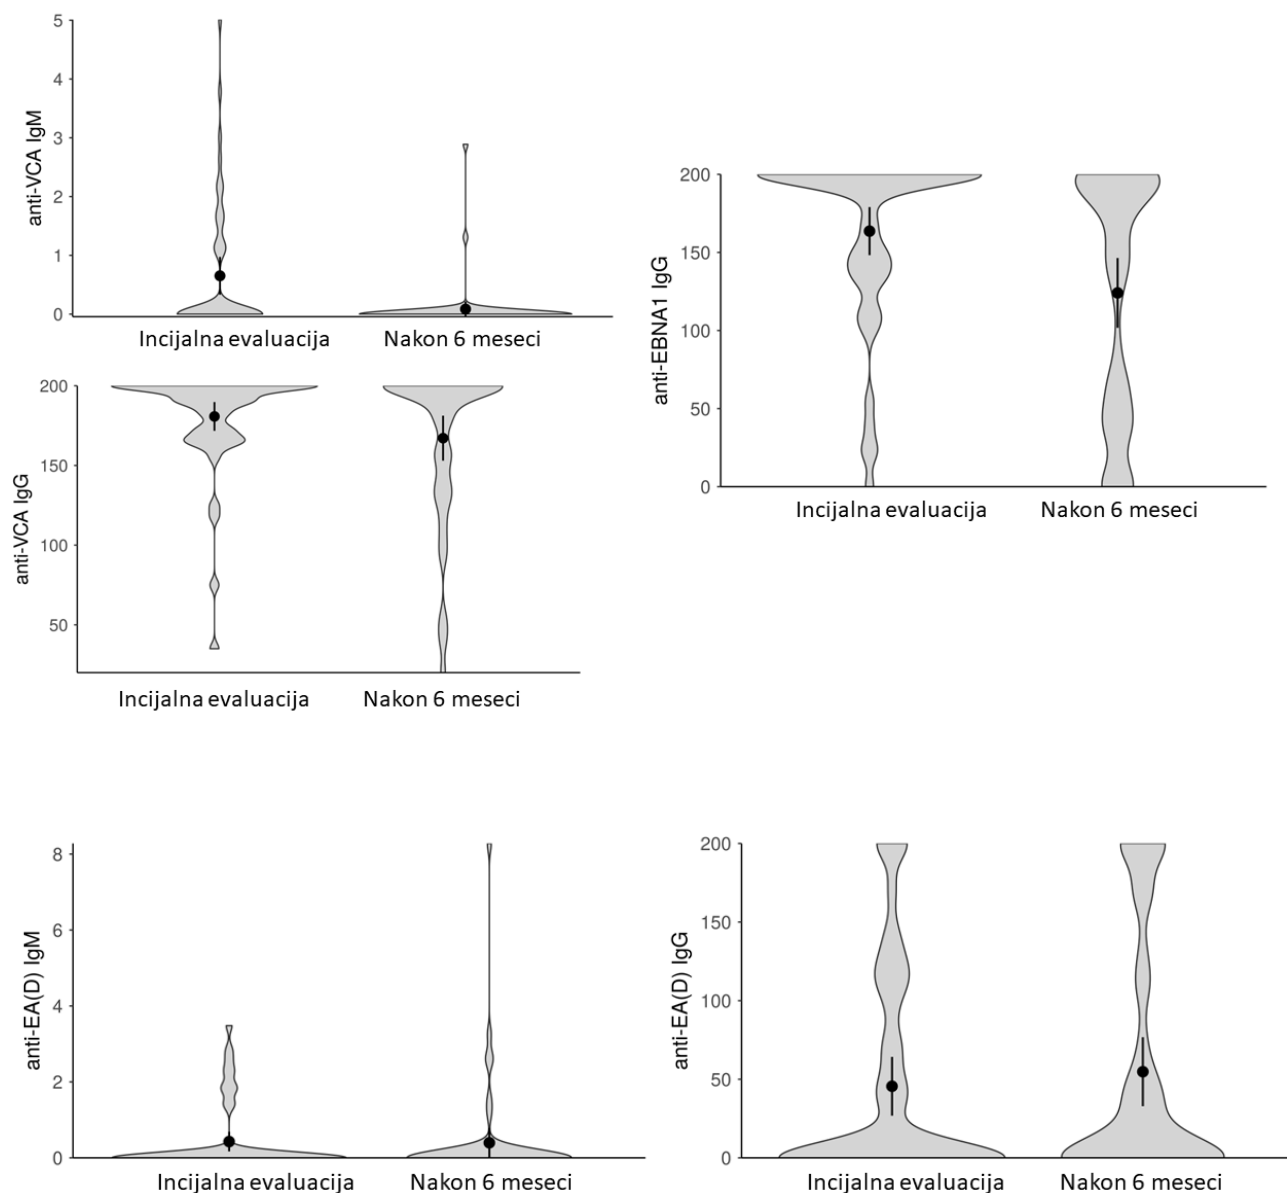 anti-VCA IgM
5
4
3
2
1
0
Incijalna evaluacija Nakon 6 meseci
anti-EBNA1 IgG
200
150
100
50
0
Incijalna evaluacija Nakon 6 meseci
anti-VCA IgG
200
150
100
50
Incijalna evaluacija Nakon 6 meseci
anti-EA(D) IgM
8
6
4
2
0
Incijalna evaluacija Nakon 6 meseci
anti-EA(D) IgG
200
150
100
50
0
Incijalna evaluacija Nakon 6 meseci